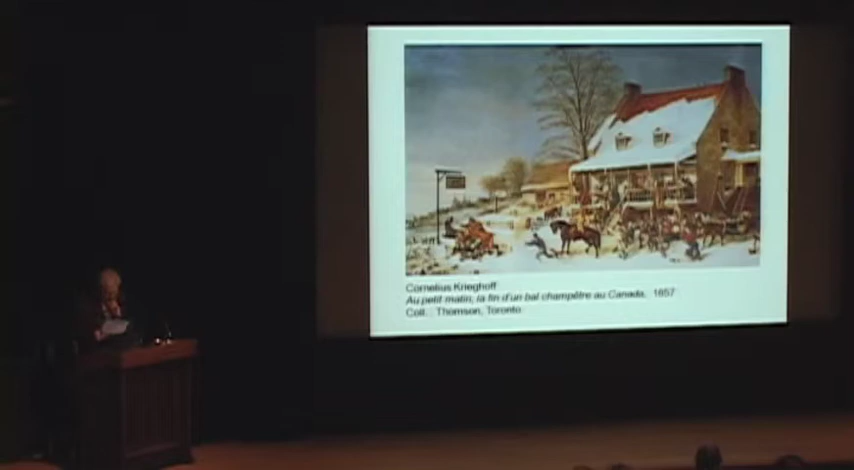 Cornelius Krieghoff
Au petit matin, la fin d'un bal champêtre au Canada, 1857
Coll. : Thomson, Toronto